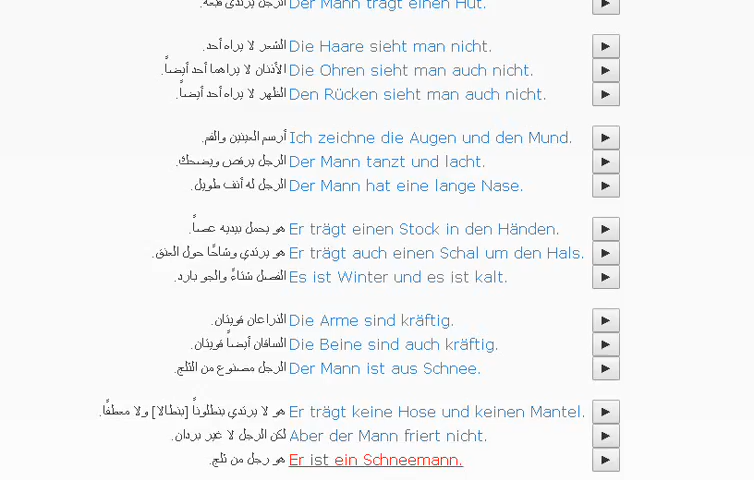 الرجل يرتدي قبعة. Der Mann trägt einen Hut.
الشعر لا يراه أحد. Die Haare sieht man nicht.
الأذنان لا يراهما أحد أيضاً. Die Ohren sieht man auch nicht.
الظهر لا يراه أحد أيضاً. Den Rücken sieht man auch nicht.
أرسم العينين والفم. Ich zeichne die Augen und den Mund.
الرجل يرقص ويضحك. Der Mann tanzt und lacht.
الرجل له أنف طويل. Der Mann hat eine lange Nase.
هو يحمل بيديه عصاً. Er trägt einen Stock in den Händen.
هو يرتدي وشاحًا حول العنق. Er trägt auch einen Schal um den Hals.
الفصل شتاءً والجو بارد. Es ist Winter und es ist kalt.
الذراعان قويتان. Die Arme sind kräftig.
الساقان أيضاً قويتان. Die Beine sind auch kräftig.
الرجل مصنوع من الثلج. Der Mann ist aus Schnee.
هو لا يرتدي بنطلوناً [بنطالا] ولا معطفًا. Er trägt keine Hose und keinen Mantel.
لكن الرجل لا غير بردان. Aber der Mann friert nicht.
هو رجل من ثلج. Er ist ein Schneemann.